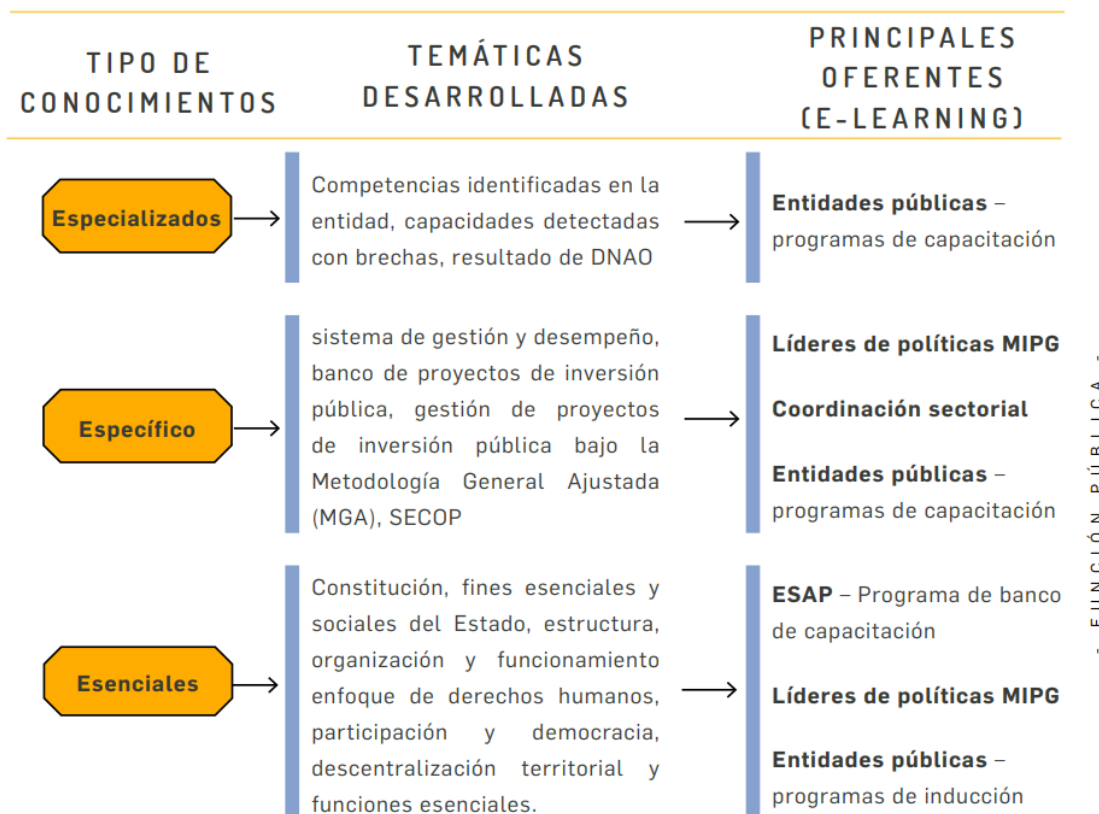 TIPO DE
CONOCIMIENTOS
TEMÁTICAS
DESARROLLADAS
PRINCIPALES
OFERENTES
(E-LEARNING)
Especializados
Competencias identificadas en la
entidad, capacidades detectadas
con brechas, resultado de DNAO
Entidades públicas –
programas de capacitación
Específico
sistema de gestión y desempeño,
banco de proyectos de inversión
pública, gestión de proyectos
de inversión pública bajo la
Metodología General Ajustada
(MGA), SECOP
Líderes de políticas MIPG
Coordinación sectorial
Entidades públicas –
programas de capacitación
Esenciales
Constitución, fines esenciales y
sociales del Estado, estructura,
organización y funcionamiento
enfoque de derechos humanos,
participación y democracia,
descentralización territorial y
funciones esenciales.
ESAP – Programa de banco
de capacitación
Líderes de políticas MIPG
Entidades públicas –
programas de inducción
- FUNCIÓN PÚBLICA -